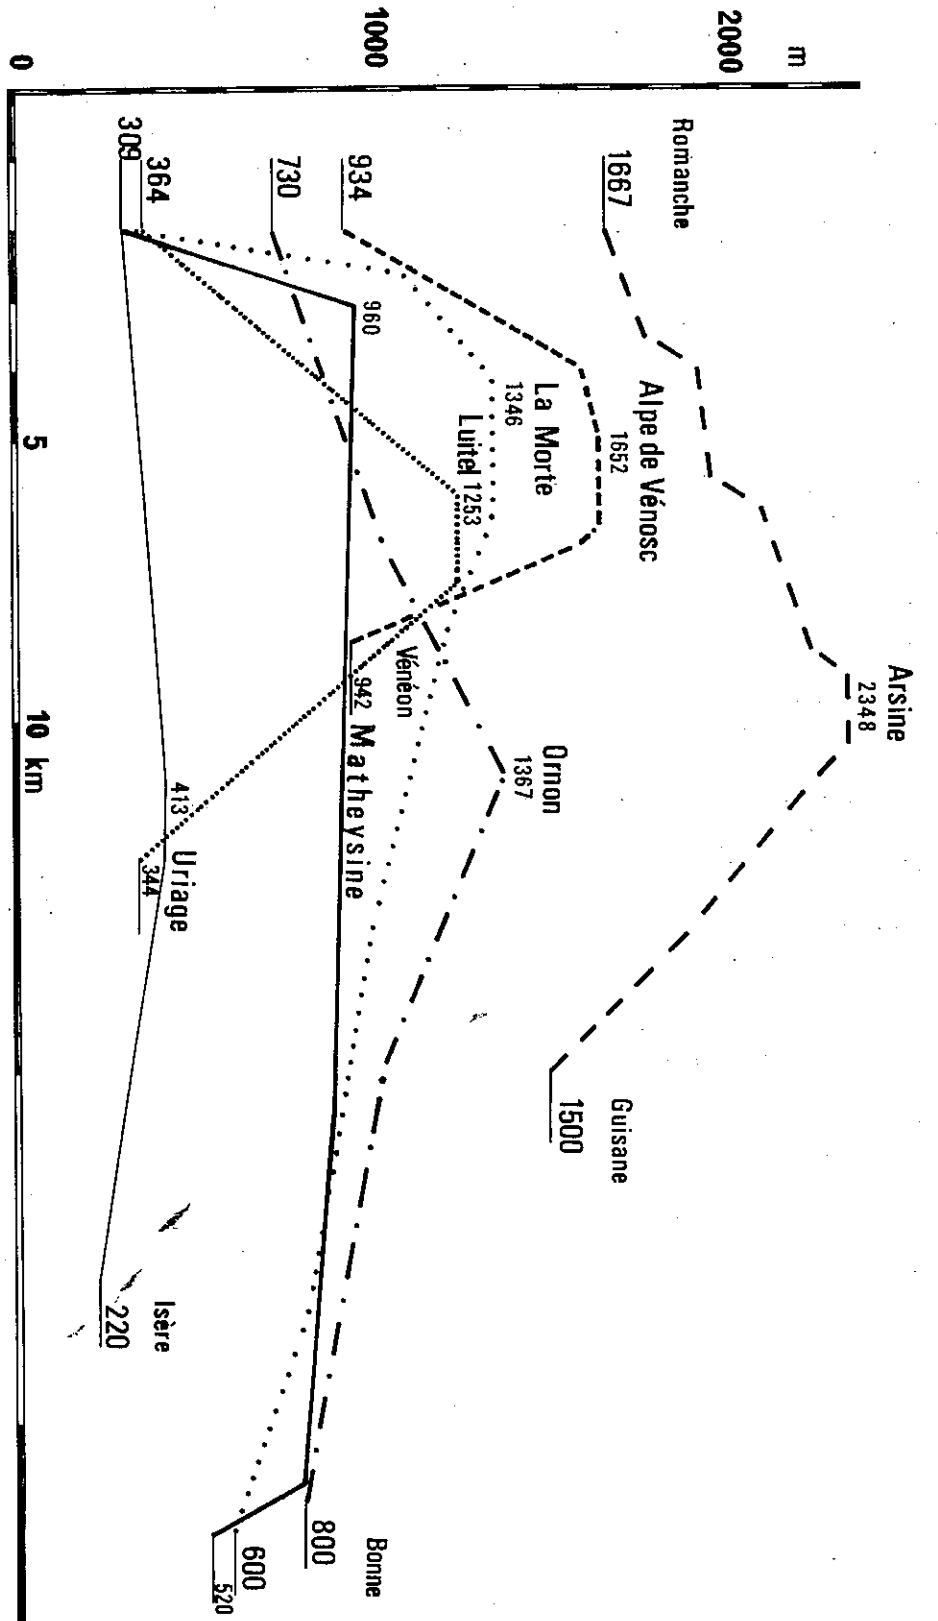 m
2000
1000
0
5
10 km
Romanche
1667
934
730
364
309
Arsine
2348
Alpe de Vénosc
1652
La Morte
1346
Luitel 1253
960
Ornon
1367
Vénéon
942
Matheysine
413
Uriage
344
Guisane
1500
Isère
220
Bonne
800
600
520